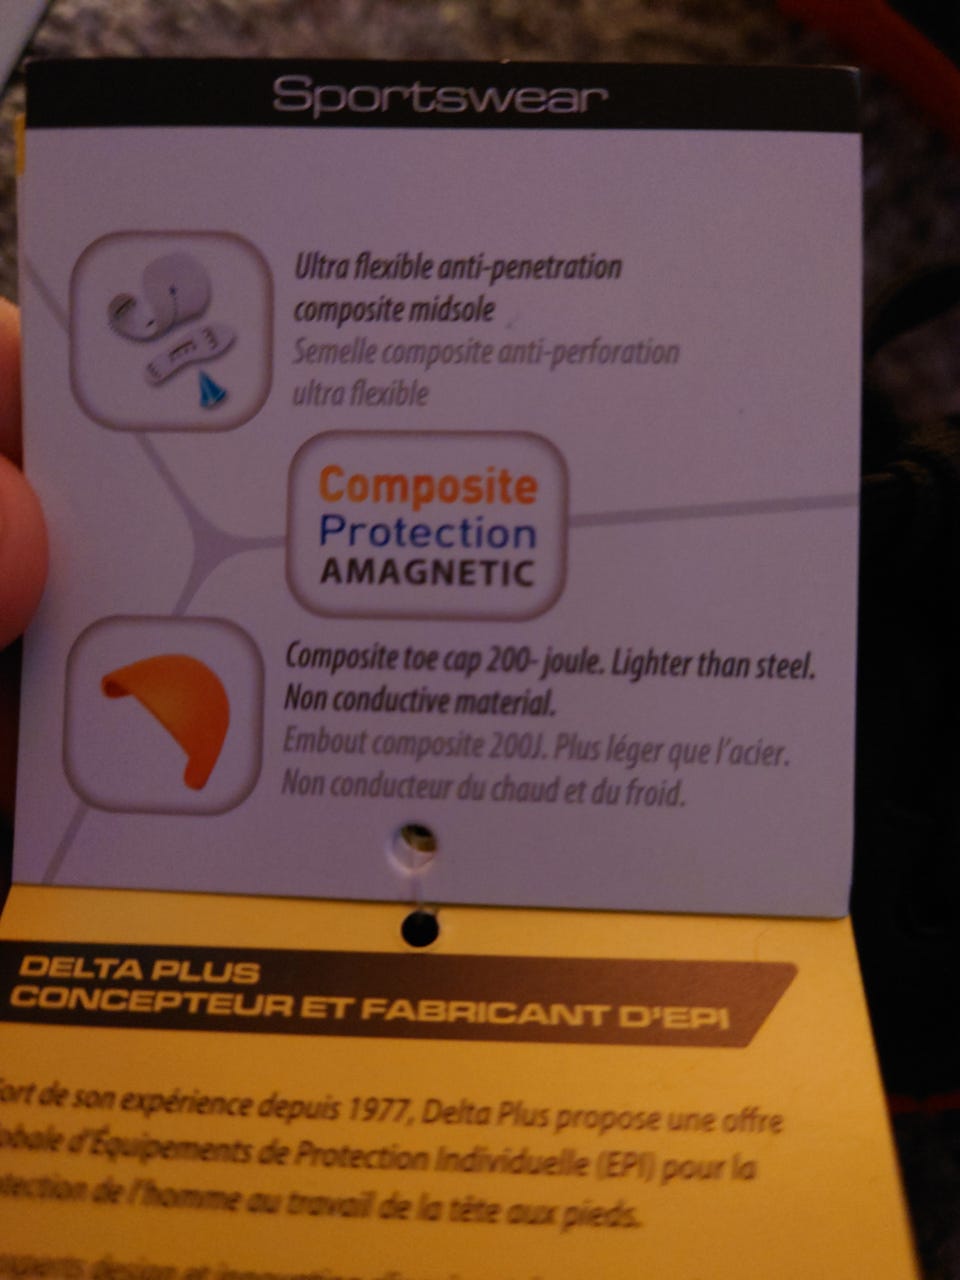 Sportswear
Ultra flexible anti-penetration
composite midsole
Semelle composite anti-perforation
ultra flexible
Composite
Protection
AMAGNETIC
Composite toe cap 200- joule. Lighter than steel.
Non conductive material.
Embout composite 200J. Plus léger que l'acier.
Non conducteur du chaud et du froid.
DELTA PLUS
CONCEPTEUR ET FABRICANT D'EPI
de son expérience depuis 1977, Delta Plus propose une offre
d'Équipements de Protection Individuelle (EPI) pour la
de l'homme au travail de la tête aux pieds.
design et innovation